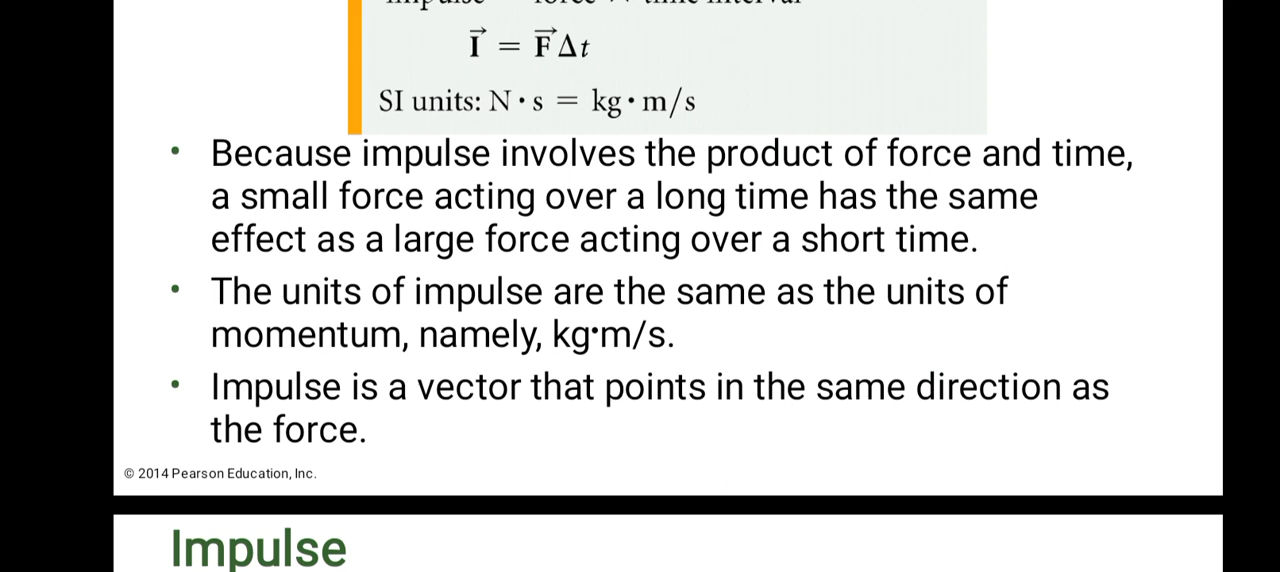 I⃗ = F⃗Δt
SI units: N · s = kg · m/s
• Because impulse involves the product of force and time,
a small force acting over a long time has the same
effect as a large force acting over a short time.
• The units of impulse are the same as the units of
momentum, namely, kg•m/s.
• Impulse is a vector that points in the same direction as
the force.
© 2014 Pearson Education, Inc.
Impulse